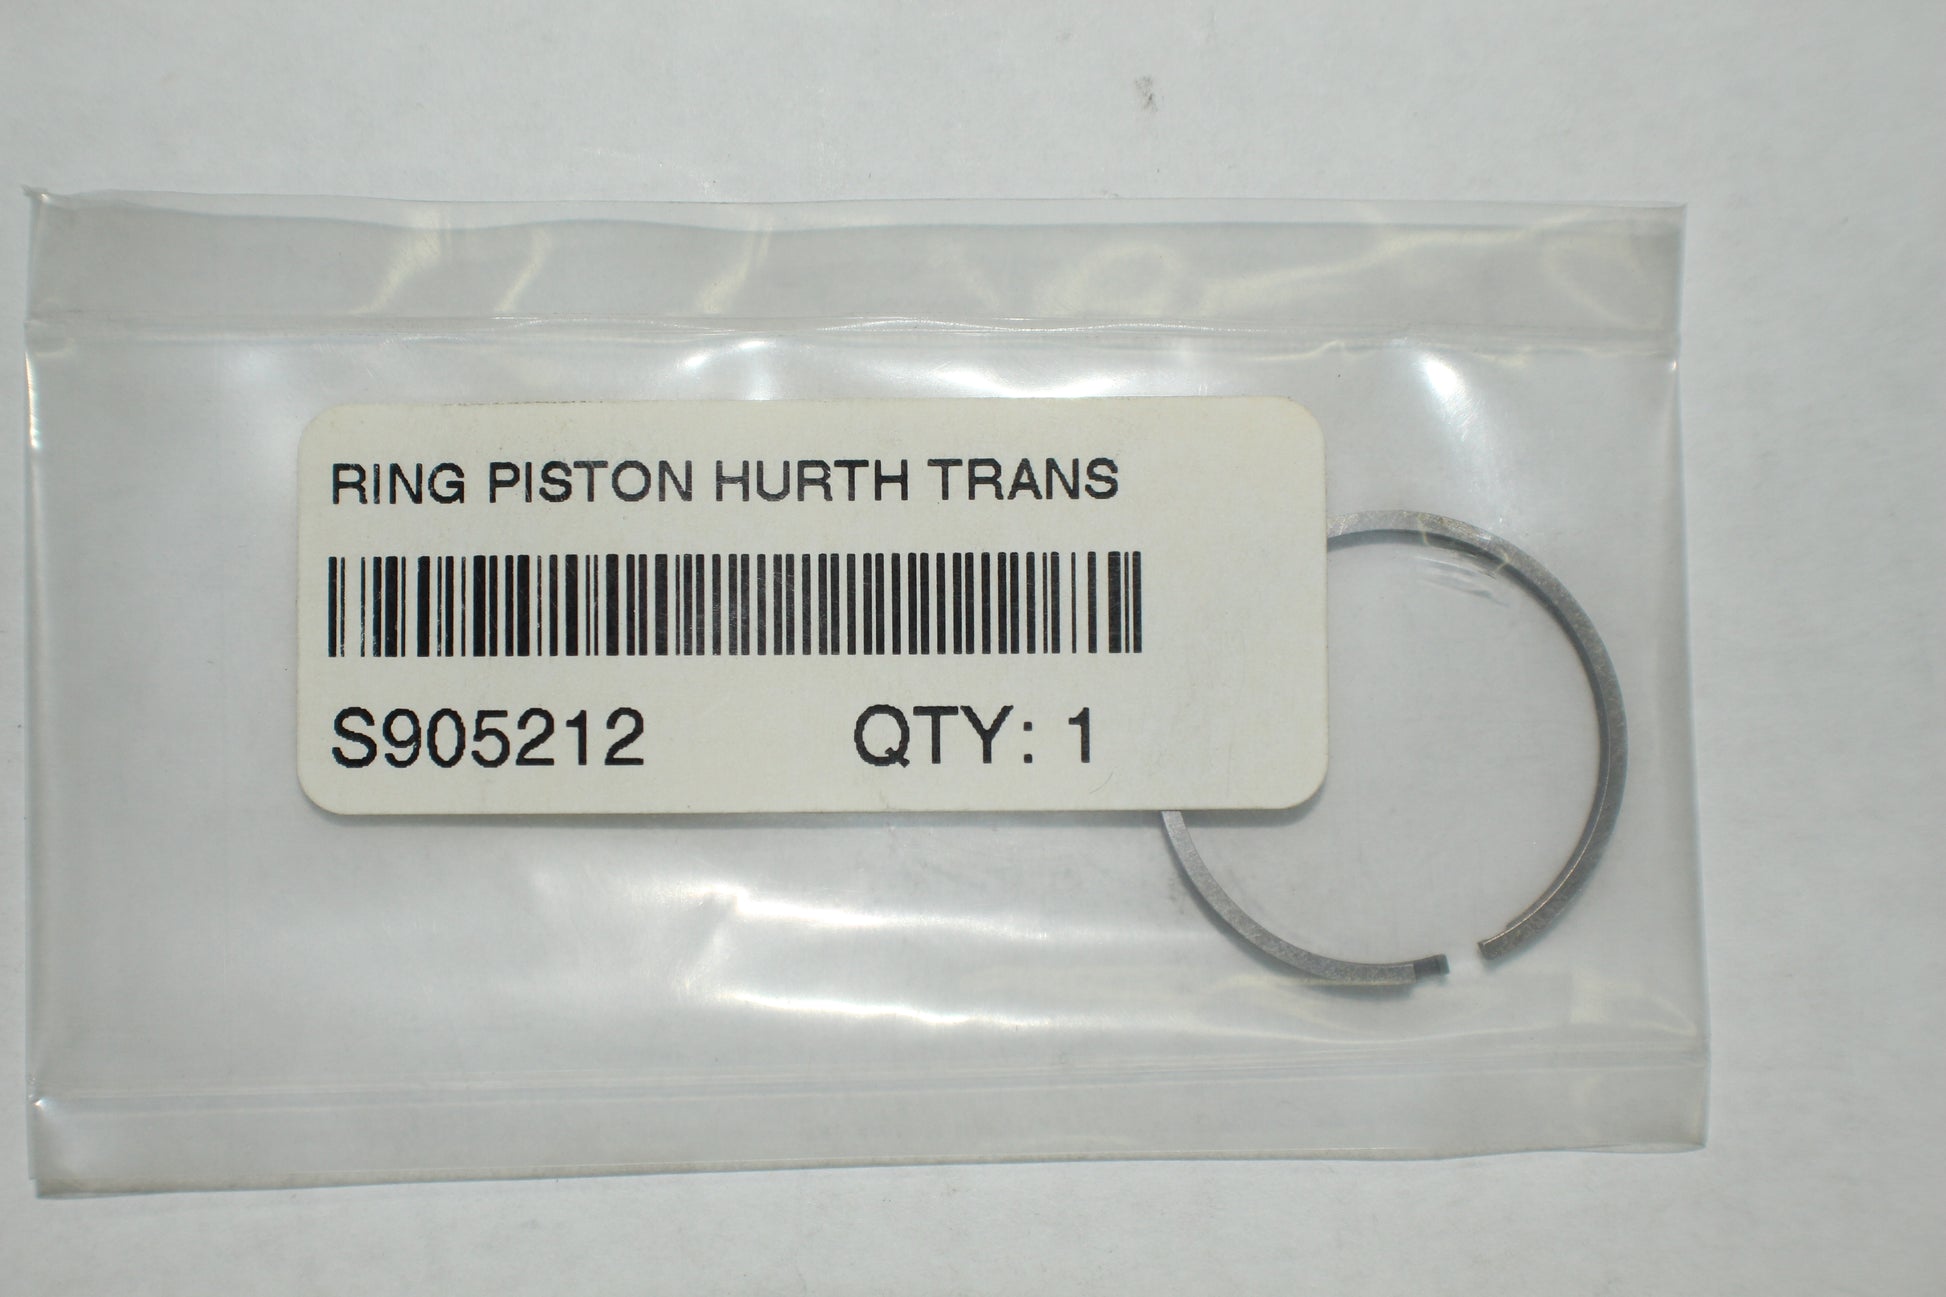 RING PISTON HURTH TRANS
S905212 QTY: 1